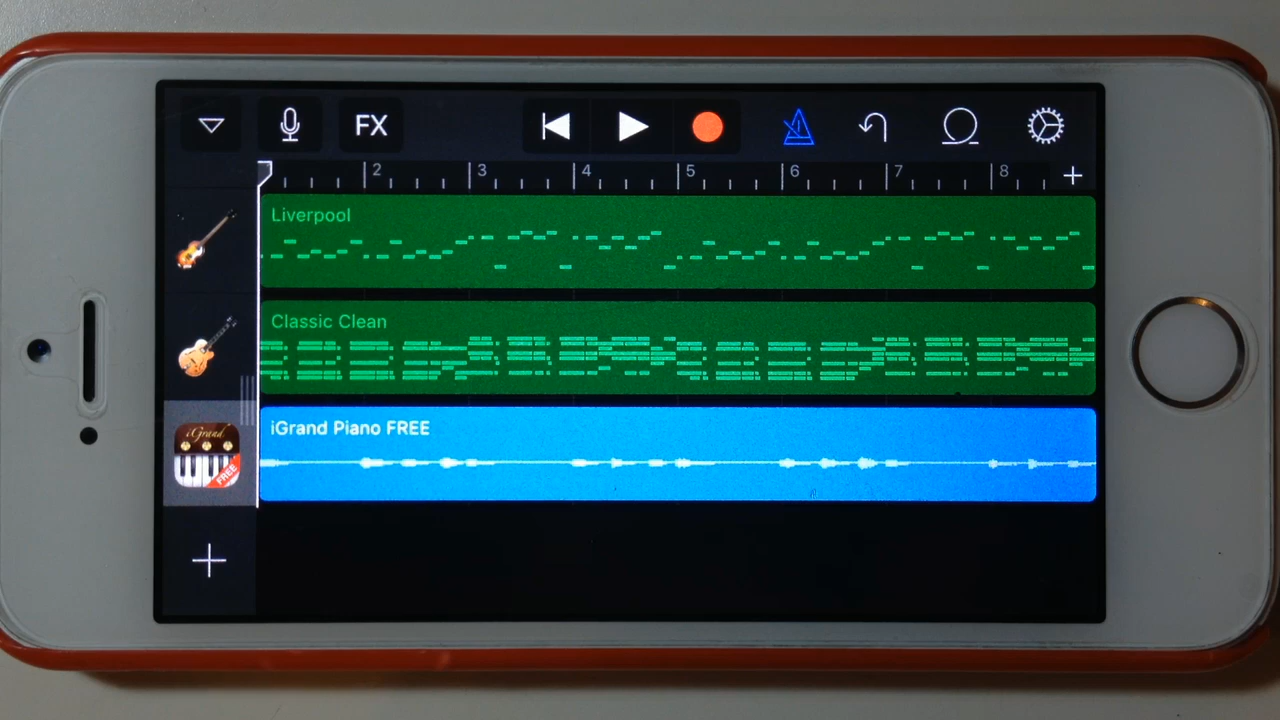 FX
2 3 4 5 6 7 8
Liverpool
Classic Clean
iGrand Piano FREE
iGrand
FREE